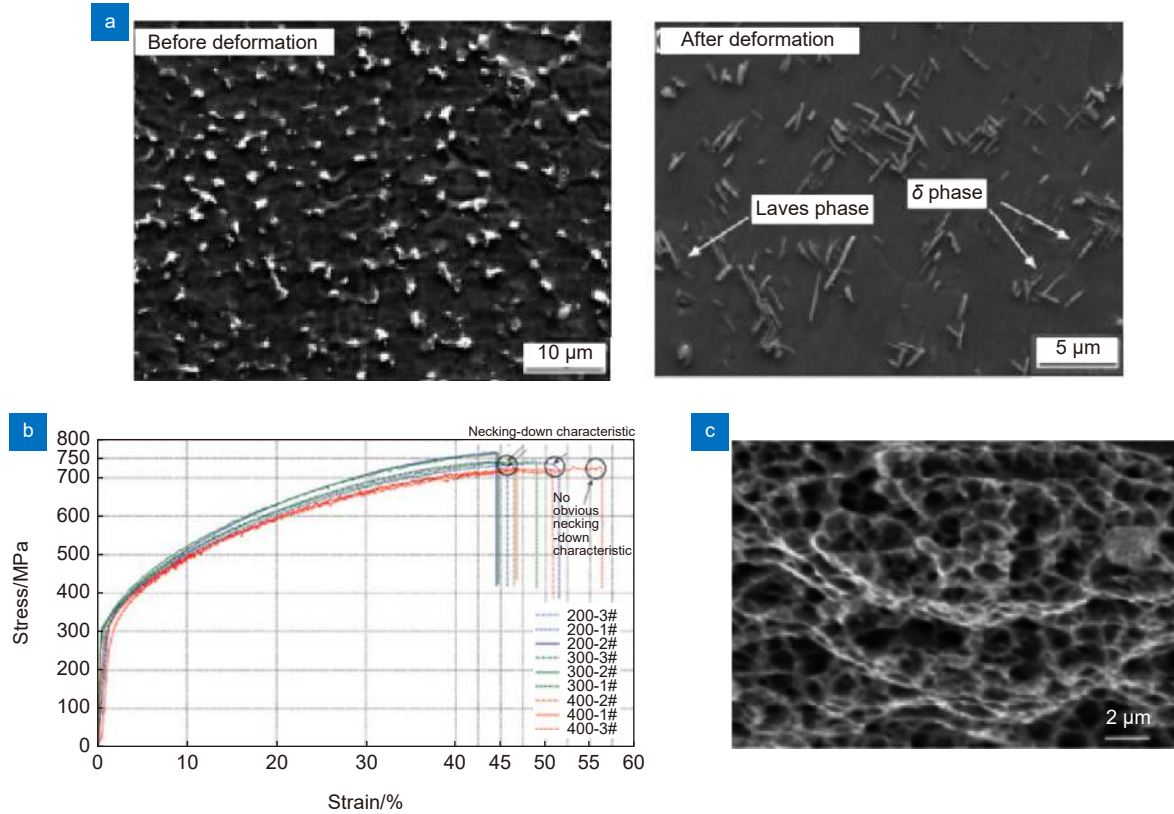 a
Before deformation
10 μm
After deformation
Laves phase
δ phase
5 μm
b
Stress/MPa
800
750
700
600
500
400
300
200
100
0
0
10
20
30
40
45
50
55
60
Strain/%
Necking-down characteristic
No
obvious
necking
-down
characteristic
200-3#
200-1#
200-2#
300-3#
300-2#
300-1#
400-2#
400-1#
400-3#
c
2 μm